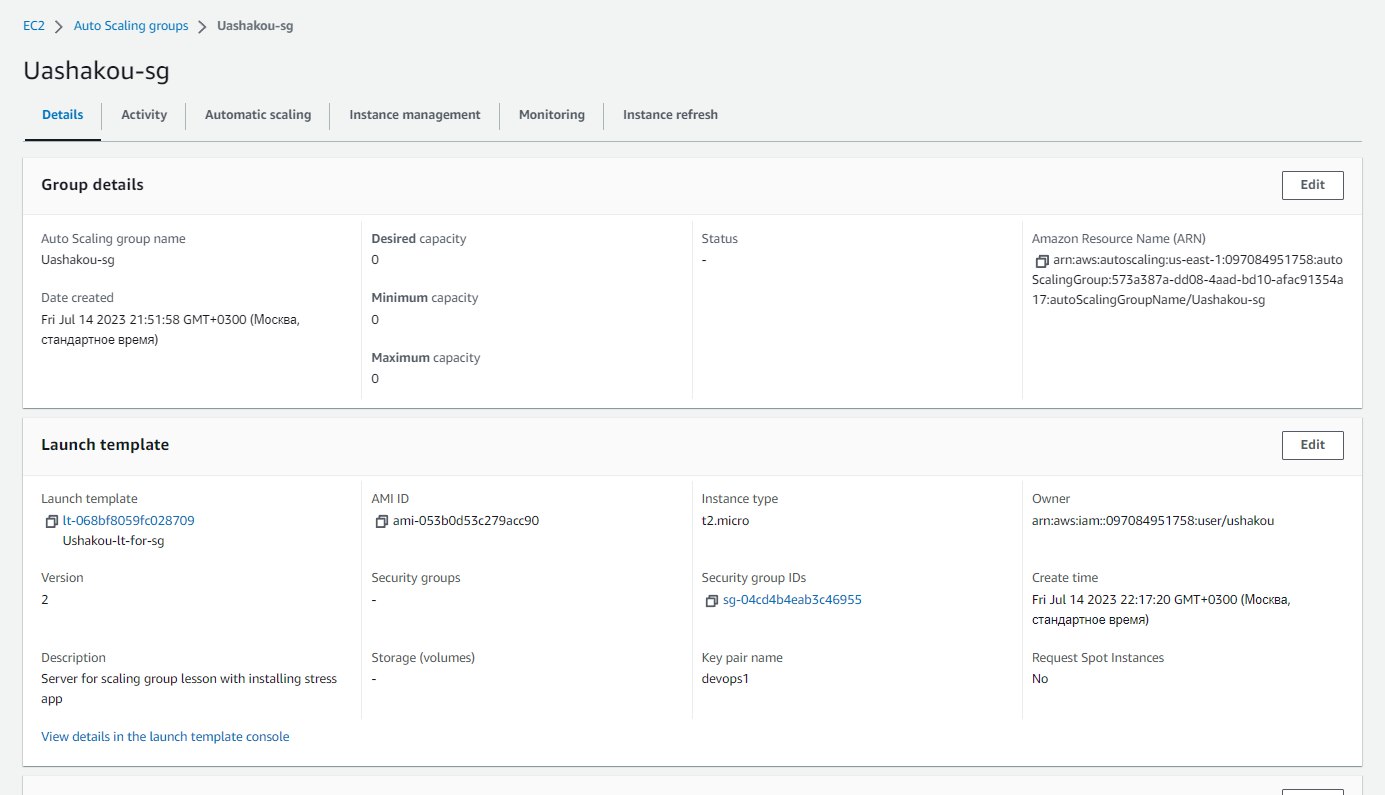 EC2 > Auto Scaling groups > Uashakou-sg
Uashakou-sg
Details
Activity
Automatic scaling
Instance management
Monitoring
Instance refresh
Group details
Edit
Auto Scaling group name
Uashakou-sg
Date created
Fri Jul 14 2023 21:51:58 GMT+0300 (Москва,
стандартное время)
Desired capacity
0
Minimum capacity
0
Maximum capacity
0
Status
-
Amazon Resource Name (ARN)
arn:aws:autoscaling:us-east-1:097084951758:auto
ScalingGroup:573a387a-dd08-4aad-bd10-afac91354a
17:autoScalingGroupName/Uashakou-sg
Launch template
Edit
Launch template
lt-068bf8059fc028709
Ushakou-lt-for-sg
Version
2
Description
Server for scaling group lesson with installing stress
app
AMI ID
ami-053b0d53c279acc90
Security groups
-
Storage (volumes)
-
Instance type
t2.micro
Security group IDs
sg-04cd4b4eab3c46955
Key pair name
devops1
Owner
arn:aws:iam::097084951758:user/ushakou
Create time
Fri Jul 14 2023 22:17:20 GMT+0300 (Москва,
стандартное время)
Request Spot Instances
No
View details in the launch template console